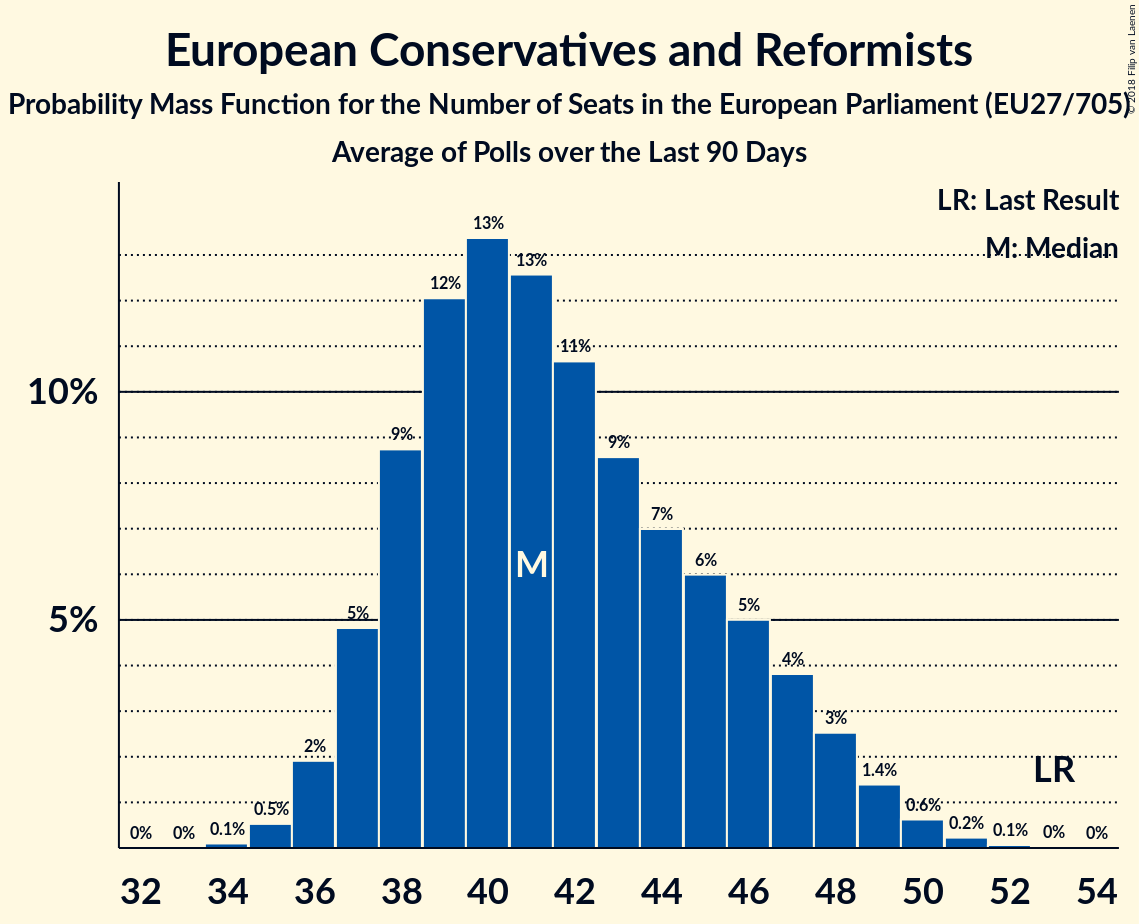 European Conservatives and Reformists
Probability Mass Function for the Number of Seats in the European Parliament (EU27/705)
Average of Polls over the Last 90 Days
© 2018 Filip van Laenen
LR: Last Result
M: Median
10%
5%
0%
0%
0.1%
0.5%
2%
5%
9%
12%
13%
13%
11%
9%
7%
6%
5%
4%
3%
1.4%
0.6%
0.2%
0.1%
0%
0%
M
LR
32 34 36 38 40 42 44 46 48 50 52 54